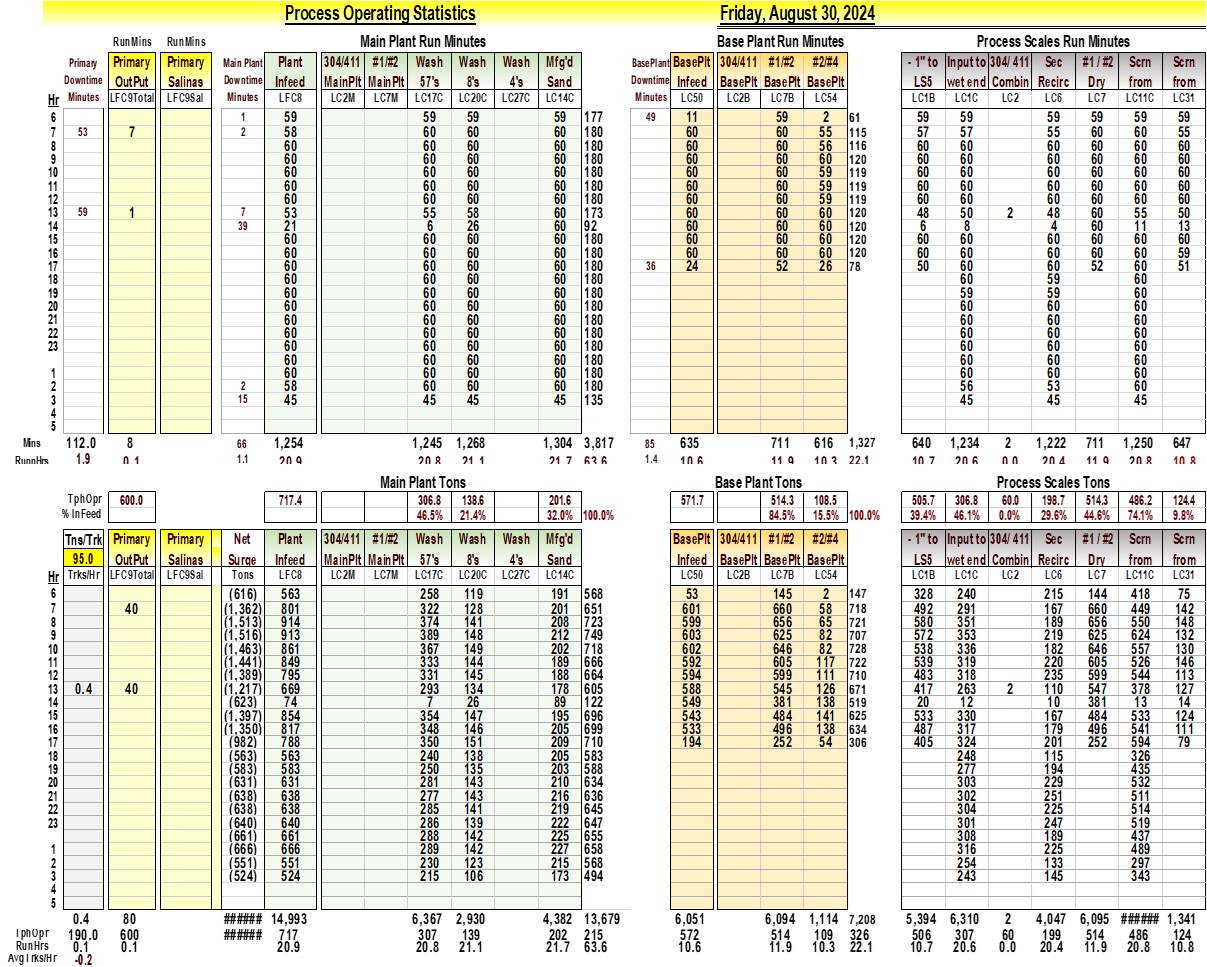 Process Operating Statistics Friday, August 30, 2024
RunMins RunMins Main Plant Run Minutes Base Plant Run Minutes Process Scales Run Minutes
Primary Primary Primary Main Plant Plant 304/411 #1/#2 Wash Wash Wash Mfg'd BasePlant BasePlt 304/411 #1/#2 #2/#4 - 1" to Input to 304/ 411 Sec #1 / #2 Scrn Scrn
Downtime OutPut Salinas Downtime Infeed MainPlt MainPlt 57's 8's 4's Sand Downtime Infeed BasePlt BasePlt BasePlt LS5 wet end Combin Recirc Dry from from
Hr Minutes LFC9Total LFC9Sal Minutes LFC8 LC2M LC7M LC17C LC20C LC27C LC14C Minutes LC50 LC2B LC7B LC54 LC1B LC1C LC2 LC6 LC7 LC11C LC31
6 1 59 59 59 59 177 49 11 59 2 61 59 59 59 59 59 59
7 53 7 2 58 60 60 60 180 60 60 55 115 57 57 55 60 60 55
8 60 60 60 60 180 60 60 56 116 60 60 60 60 60 60
9 60 60 60 60 180 60 60 60 120 60 60 60 60 60 60
10 60 60 60 60 180 60 60 59 119 60 60 60 60 60 60
11 60 60 60 60 180 60 60 59 119 60 60 60 60 60 60
12 60 60 60 60 180 60 60 59 119 60 60 60 60 60 60
13 59 1 7 53 55 58 60 173 60 60 60 120 48 50 2 48 60 55 50
14 39 21 6 26 60 92 60 60 60 120 6 8 4 60 11 13
15 60 60 60 60 180 60 60 60 120 60 60 60 60 60 60
16 60 60 60 60 180 60 60 60 120 60 60 60 60 60 59
17 60 60 60 60 180 36 24 52 26 78 50 60 60 52 60 51
18 60 60 60 60 180 60 59 60
19 60 60 60 60 180 59 59 60
20 60 60 60 60 180 60 60 60
21 60 60 60 60 180 60 60 60
22 60 60 60 60 180 60 60 60
23 60 60 60 60 180 60 60 60
60 60 60 60 180 60 60 60
1 60 60 60 60 180 60 60 60
2 2 58 60 60 60 180 56 53 60
3 15 45 45 45 45 135 45 45 45
4
5
Mins 112.0 8 66 1,254 1,245 1,268 1,304 3,817 85 635 711 616 1,327 640 1,234 2 1,222 711 1,250 647
RunnHrs 1.9 0.1 1.1 20.9 20.8 21.1 21.7 63.6 1.4 10.6 11.9 10.3 22.1 10.7 20.6 0.0 20.4 11.9 20.8 10.8
Main Plant Tons Base Plant Tons Process Scales Tons
TphOpr 600.0 717.4 306.8 138.6 201.6 571.7 514.3 108.5 505.7 306.8 60.0 198.7 514.3 486.2 124.4
% InFeed 46.5% 21.4% 32.0% 100.0% 84.5% 15.5% 100.0% 39.4% 46.1% 0.0% 29.6% 44.6% 74.1% 9.8%
Tns/Trk Primary Primary Net Plant 304/411 #1/#2 Wash Wash Wash Mfg'd BasePlt 304/411 #1/#2 #2/#4 - 1" to Input to 304/ 411 Sec #1 / #2 Scrn Scrn
95.0 OutPut Salinas Surge Infeed MainPlt MainPlt 57's 8's 4's Sand Infeed BasePlt BasePlt BasePlt LS5 wet end Combin Recirc Dry from from
Hr Trks/Hr LFC9Total LFC9Sal Tons LFC8 LC2M LC7M LC17C LC20C LC27C LC14C LC50 LC2B LC7B LC54 LC1B LC1C LC2 LC6 LC7 LC11C LC31
6 (616) 563 258 119 191 568 53 145 2 147 328 240 215 144 418 75
7 40 (1,362) 801 322 128 201 651 601 660 58 718 492 291 167 660 449 142
8 (1,513) 914 374 141 208 723 599 656 65 721 580 351 189 656 550 148
9 (1,516) 913 389 148 212 749 603 625 82 707 572 353 219 625 624 132
10 (1,463) 861 367 149 202 718 602 646 82 728 538 336 182 646 557 130
11 (1,441) 849 333 144 189 666 592 605 117 722 539 319 220 605 526 146
12 (1,389) 795 331 145 188 664 594 599 111 710 483 318 235 599 544 113
13 0.4 40 (1,217) 669 293 134 178 605 588 545 126 671 417 263 2 110 547 378 127
14 (623) 74 7 26 89 122 549 381 138 519 20 12 10 381 13 14
15 (1,397) 854 354 147 195 696 543 484 141 625 533 330 167 484 533 124
16 (1,350) 817 348 146 205 699 533 496 138 634 487 317 179 496 541 111
17 (982) 788 350 151 209 710 194 252 54 306 405 324 201 252 594 79
18 (563) 563 240 138 205 583 248 115 326
19 (583) 583 250 135 203 588 277 194 435
20 (631) 631 281 143 210 634 303 229 532
21 (638) 638 277 143 216 636 302 251 511
22 (638) 638 285 141 219 645 304 225 514
23 (640) 640 286 139 222 647 301 247 519
(661) 661 288 142 225 655 308 189 437
1 (666) 666 289 142 227 658 316 225 489
2 (551) 551 230 123 215 568 254 133 297
3 (524) 524 215 106 173 494 243 145 343
4
5
0.4 80 ###### 14,993 6,367 2,930 4,382 13,679 6,051 6,094 1,114 7,208 5,394 6,310 2 4,047 6,095 ###### 1,341
TphOpr 190.0 600 ###### 717 307 139 202 215 572 514 109 326 506 307 60 199 514 486 124
RunHrs 0.1 0.1 20.9 20.8 21.1 21.7 63.6 10.6 11.9 10.3 22.1 10.7 20.6 0.0 20.4 11.9 20.8 10.8
AvgTrks/Hr -0.2